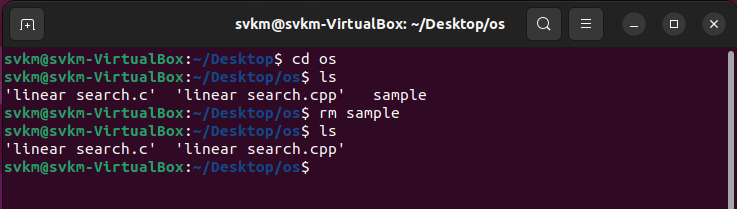 svkm@svkm-VirtualBox: ~/Desktop/os
svkm@svkm-VirtualBox:~/Desktop$ cd os
svkm@svkm-VirtualBox:~/Desktop/os$ ls
'linear search.c'  'linear search.cpp'   sample
svkm@svkm-VirtualBox:~/Desktop/os$ rm sample
svkm@svkm-VirtualBox:~/Desktop/os$ ls
'linear search.c'  'linear search.cpp'
svkm@svkm-VirtualBox:~/Desktop/os$